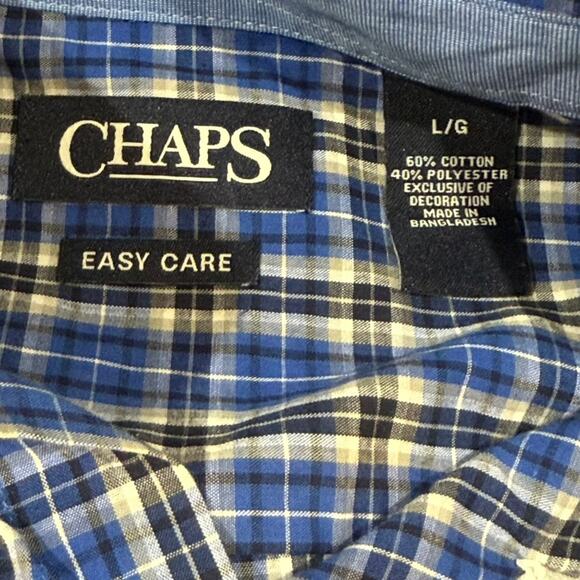 CHAPS
EASY CARE
L/G
60% COTTON
40% POLYESTER
EXCLUSIVE OF
DECORATION
MADE IN
BANGLADESH